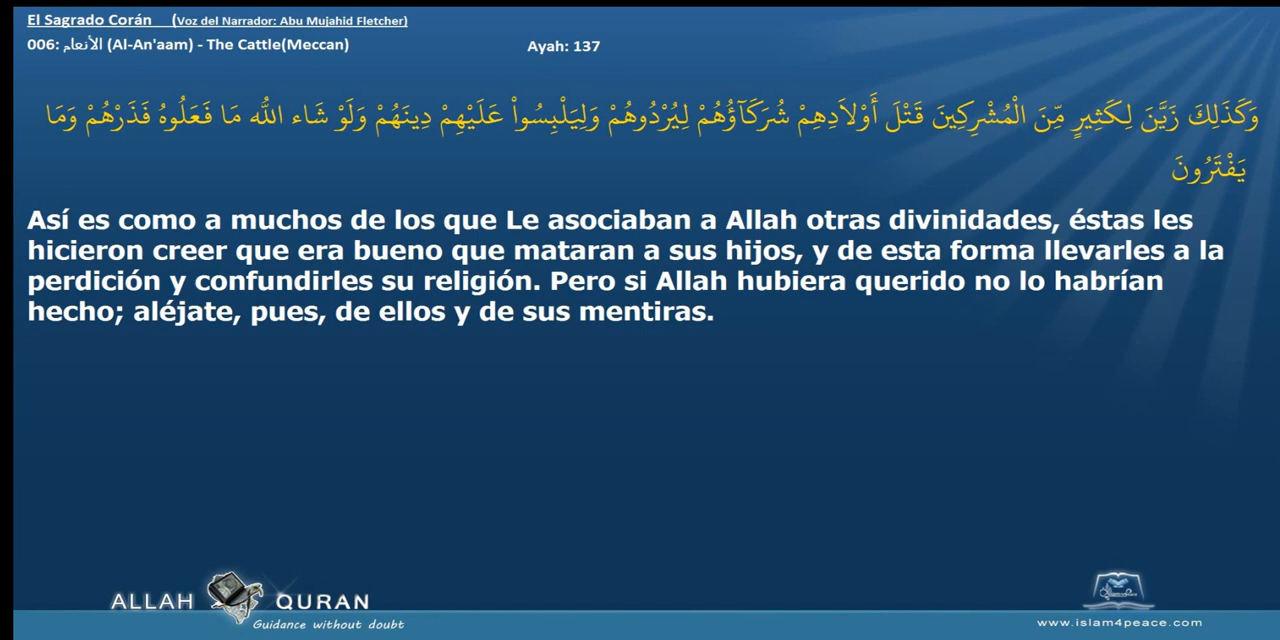 El Sagrado Corán (Voz del Narrador: Abu Mujahid Fletcher)
006: الأنعام (Al-An'aam) - The Cattle(Meccan) Ayah: 137
وَكَذَلِكَ زَيَّنَ لِكَثِيرٍ مِّنَ الْمُشْرِكِينَ قَتْلَ أَوْلاَدِهِمْ شُرَكَآؤُهُمْ لِيُرْدُوهُمْ وَلِيَلْبِسُواْ عَلَيْهِمْ دِينَهُمْ وَلَوْ شَاء اللّهُ مَا فَعَلُوهُ فَذَرْهُمْ وَمَا
يَفْتَرُونَ
Así es como a muchos de los que Le asociaban a Allah otras divinidades, éstas les
hicieron creer que era bueno que mataran a sus hijos, y de esta forma llevarles a la
perdición y confundirles su religión. Pero si Allah hubiera querido no lo habrían
hecho; aléjate, pues, de ellos y de sus mentiras.
ALLAH QURAN
Guidance without doubt
www.islam4peace.com